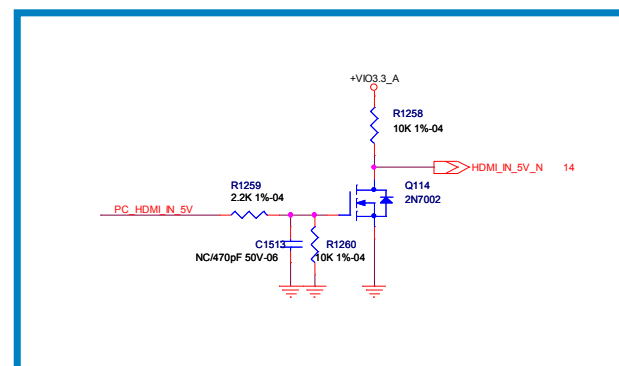 +VIO3.3_A
R1258
10K 1%-04
HDMI_IN_5V_N 14
Q114
2N7002
R1259
2.2K 1%-04
PC_HDMI_IN_5V
C1513
NC/470pF 50V-06
R1260
10K 1%-04